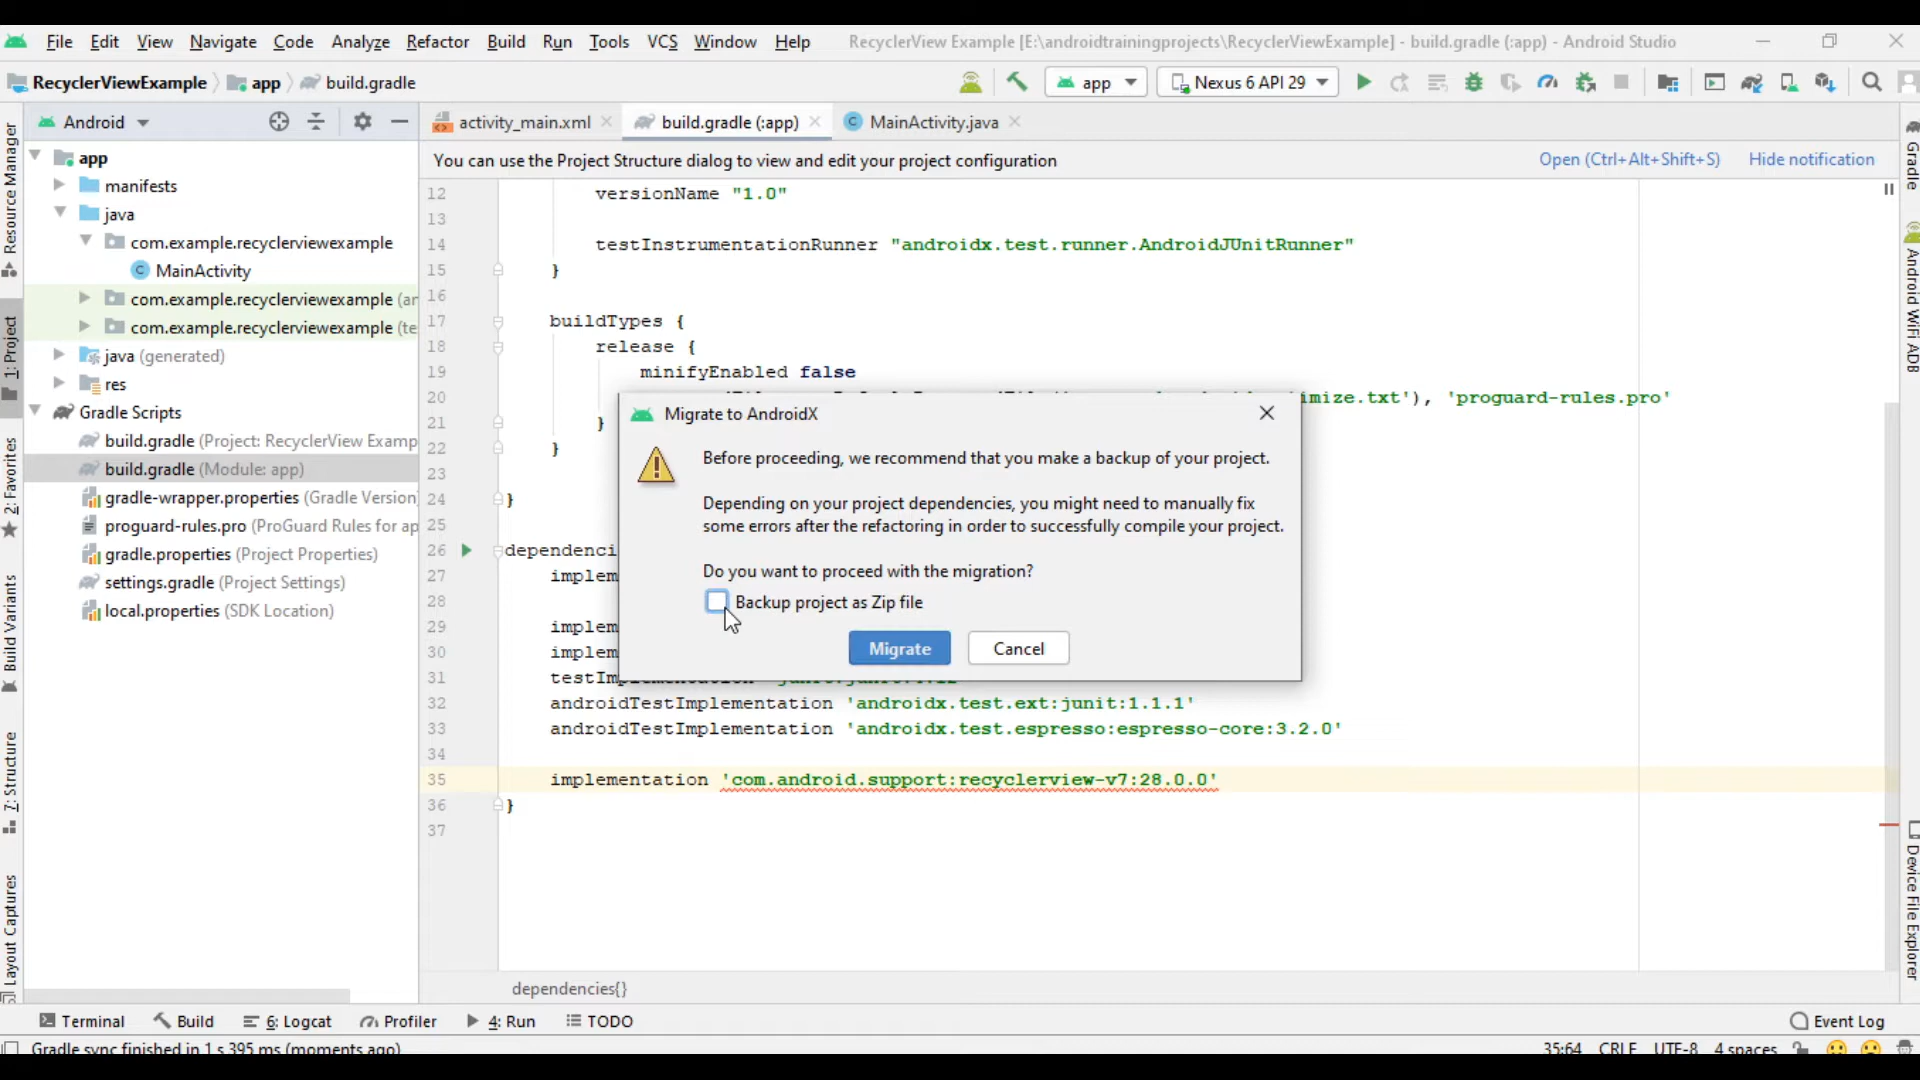 File Edit View Navigate Code Analyze Refactor Build Run Tools VCS Window Help RecyclerView Example [E:\androidtrainingprojects\RecyclerViewExample] - build.gradle (:app) - Android Studio
RecyclerViewExample app build.gradle app Nexus 6 API 29
Android
activity_main.xml build.gradle (:app) MainActivity.java
You can use the Project Structure dialog to view and edit your project configuration Open (Ctrl+Alt+Shift+S) Hide notification
Resource Manager
1: Project
2: Favorites
Build Variants
7: Structure
Layout Captures
app
manifests
java
com.example.recyclerviewexample
MainActivity
com.example.recyclerviewexample (an
com.example.recyclerviewexample (te
java (generated)
res
Gradle Scripts
build.gradle (Project: RecyclerView Examp
build.gradle (Module: app)
gradle-wrapper.properties (Gradle Version
proguard-rules.pro (ProGuard Rules for ap
gradle.properties (Project Properties)
settings.gradle (Project Settings)
local.properties (SDK Location)
12 versionName "1.0"
13
14 testInstrumentationRunner "androidx.test.runner.AndroidJUnitRunner"
15 }
16
17 buildTypes {
18 release {
19 minifyEnabled false
20 imize.txt'), 'proguard-rules.pro'
21 }
22 }
23
24 }
25
26 dependenci
27 implem
28
29 implem
30 implem
31 testIm
32 androidTestImplementation 'androidx.test.ext:junit:1.1.1'
33 androidTestImplementation 'androidx.test.espresso:espresso-core:3.2.0'
34
35 implementation 'com.android.support:recyclerview-v7:28.0.0'
36 }
37
Migrate to AndroidX
Before proceeding, we recommend that you make a backup of your project.
Depending on your project dependencies, you might need to manually fix
some errors after the refactoring in order to successfully compile your project.
Do you want to proceed with the migration?
Backup project as Zip file
Migrate Cancel
Gradle
Android WiFi ADB
Device File Explorer
dependencies{}
Terminal Build 6: Logcat Profiler 4: Run TODO Event Log
Gradle sync finished in 1 s 395 ms (moments ago) 35:64 CRLF UTF-8 4 spaces